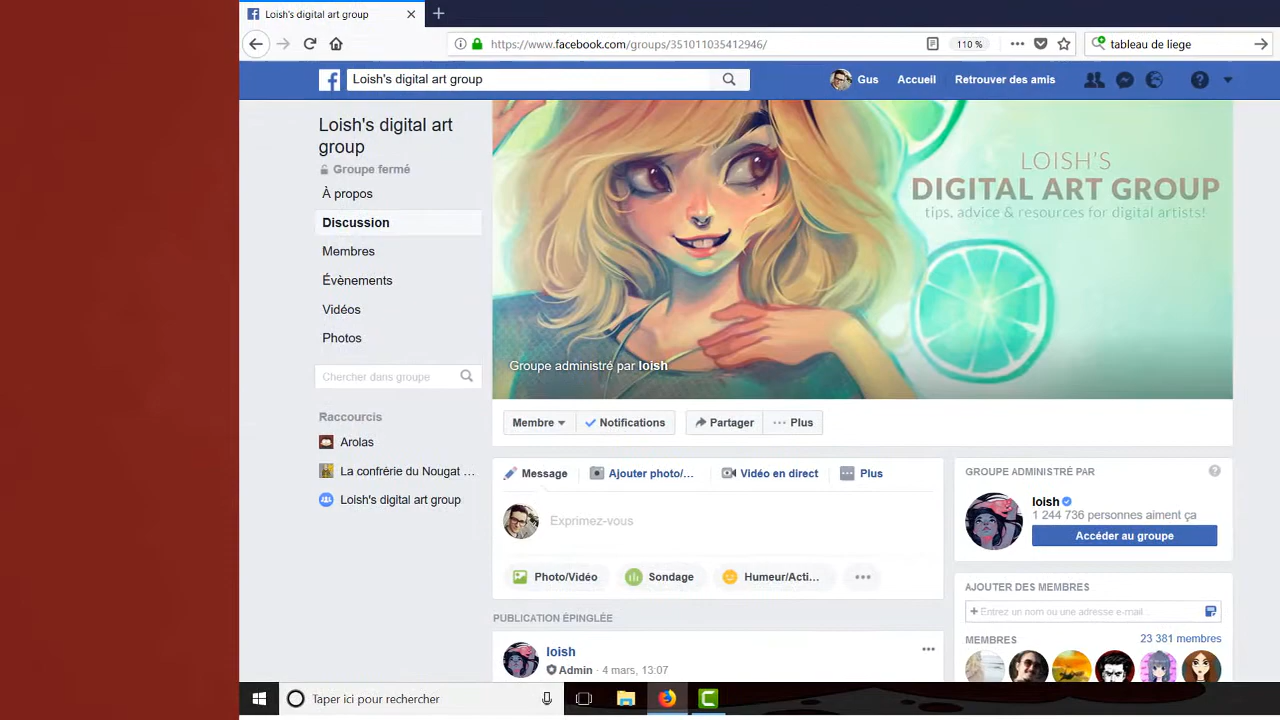 Loish's digital art group
https://www.facebook.com/groups/351011035412946/
110 %
tableau de liege
Loish's digital art group
Gus
Accueil
Retrouver des amis
Loish's digital art
group
Groupe fermé
À propos
Discussion
Membres
Évènements
Vidéos
Photos
Chercher dans groupe
Raccourcis
Arolas
La confrérie du Nougat ...
Loish's digital art group
LOISH'S
DIGITAL ART GROUP
tips, advice & resources for digital artists!
Groupe administré par loish
Membre
Notifications
Partager
Plus
Message
Ajouter photo/...
Vidéo en direct
Plus
Exprimez-vous
Photo/Vidéo
Sondage
Humeur/Acti...
PUBLICATION ÉPINGLÉE
loish
Admin · 4 mars, 13:07
GROUPE ADMINISTRÉ PAR
loish
1 244 736 personnes aiment ça
Accéder au groupe
AJOUTER DES MEMBRES
+ Entrez un nom ou une adresse e-mail...
MEMBRES
23 381 membres
Taper ici pour rechercher